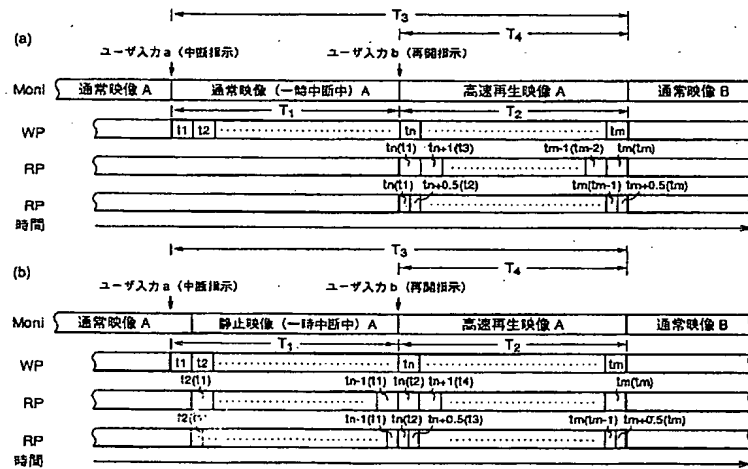 T3
(a)
T4
ユーザ入力a(中断指示) ユーザ入力b(再開指示)
Moni 通常映像A 通常映像(一時中断中)A 高速再生映像A 通常映像B
T1 T2
WP t1 t2 tn tm
tn(t1) tn+1(t3) tm-1(tm-2) tm(tm)
RP
tn(t1) tn+0.5(t2) tm(tm-1) tm+0.5(tm)
RP
時間
T3
(b)
T4
ユーザ入力a(中断指示) ユーザ入力b(再開指示)
Moni 通常映像A 静止映像(一時中断中)A 高速再生映像A 通常映像B
T1 T2
WP t1 t2 tn tm
t2(t1) tn-1(t1) tn(t2) tn+1(t4) tm(tm)
RP
tn-1(t1) tn(t2) tn+0.5(t3) tm(tm-1) tm+0.5(tm)
RP
時間